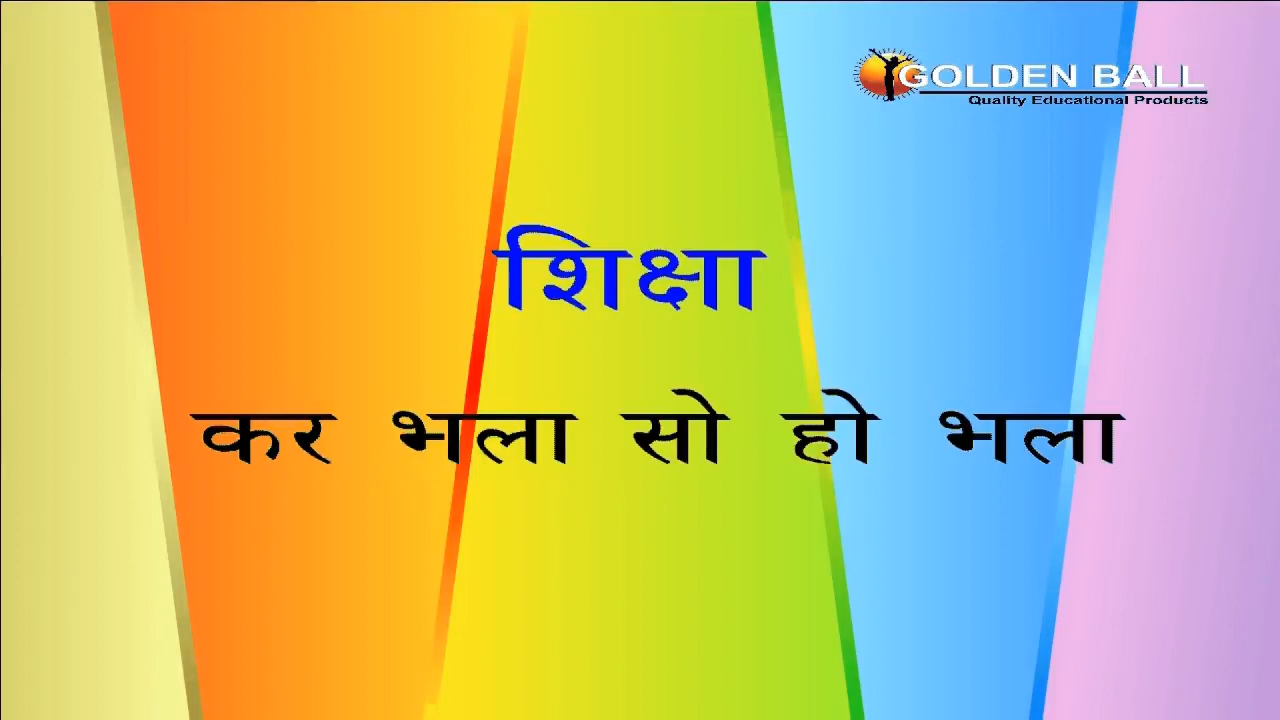 GOLDEN BALL
Quality Educational Products
शिक्षा
कर भला सो हो भला